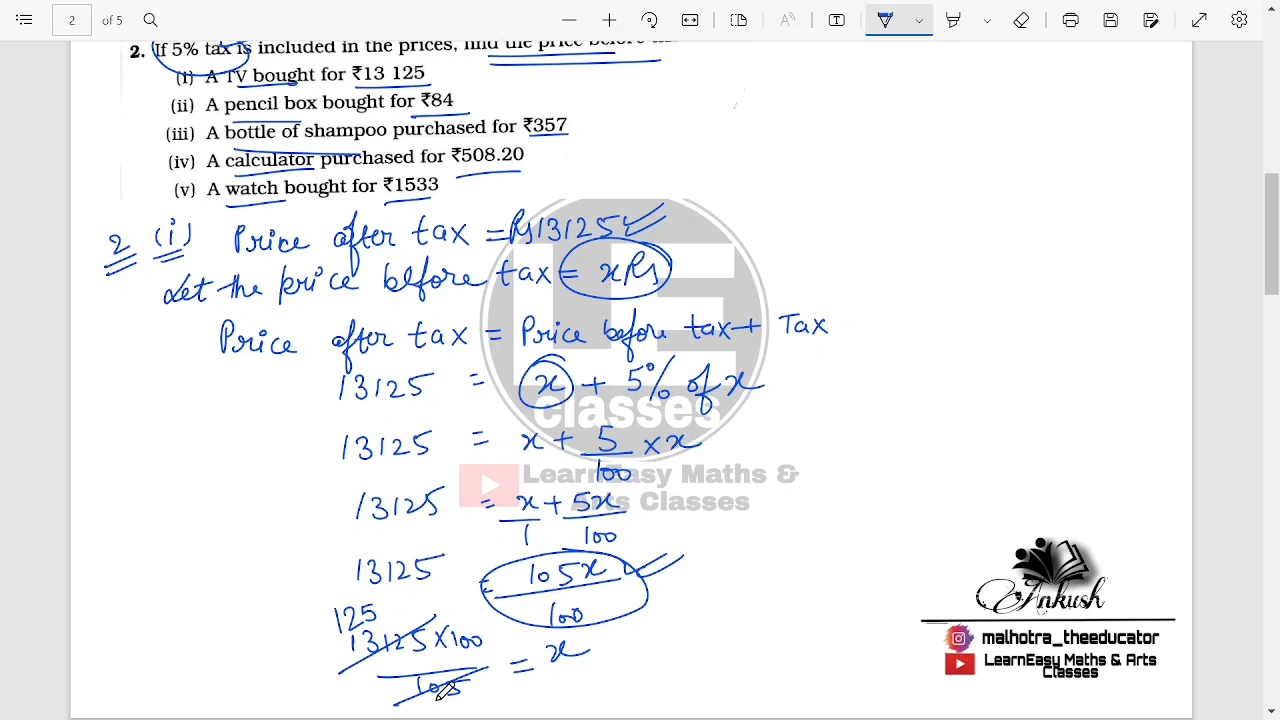 2 of 5
2. If 5% tax is included in the prices, find the price before
(i) A TV bought for ₹13 125
(ii) A pencil box bought for ₹84
(iii) A bottle of shampoo purchased for ₹357
(iv) A calculator purchased for ₹508.20
(v) A watch bought for ₹1533
2 (i) Price after tax = Rs13125
Let the price before tax = x Rs
Price after tax = Price before tax + Tax
13125 = x + 5% of x
13125 = x + 5/100 × x
13125 = x/1 + 5x/100
13125 = 105x/100
125
13125 × 100 / 105 = x
LE
classes
LearnEasy Maths &
Arts Classes
Ankush
malhotra_theeducator
LearnEasy Maths & Arts
Classes